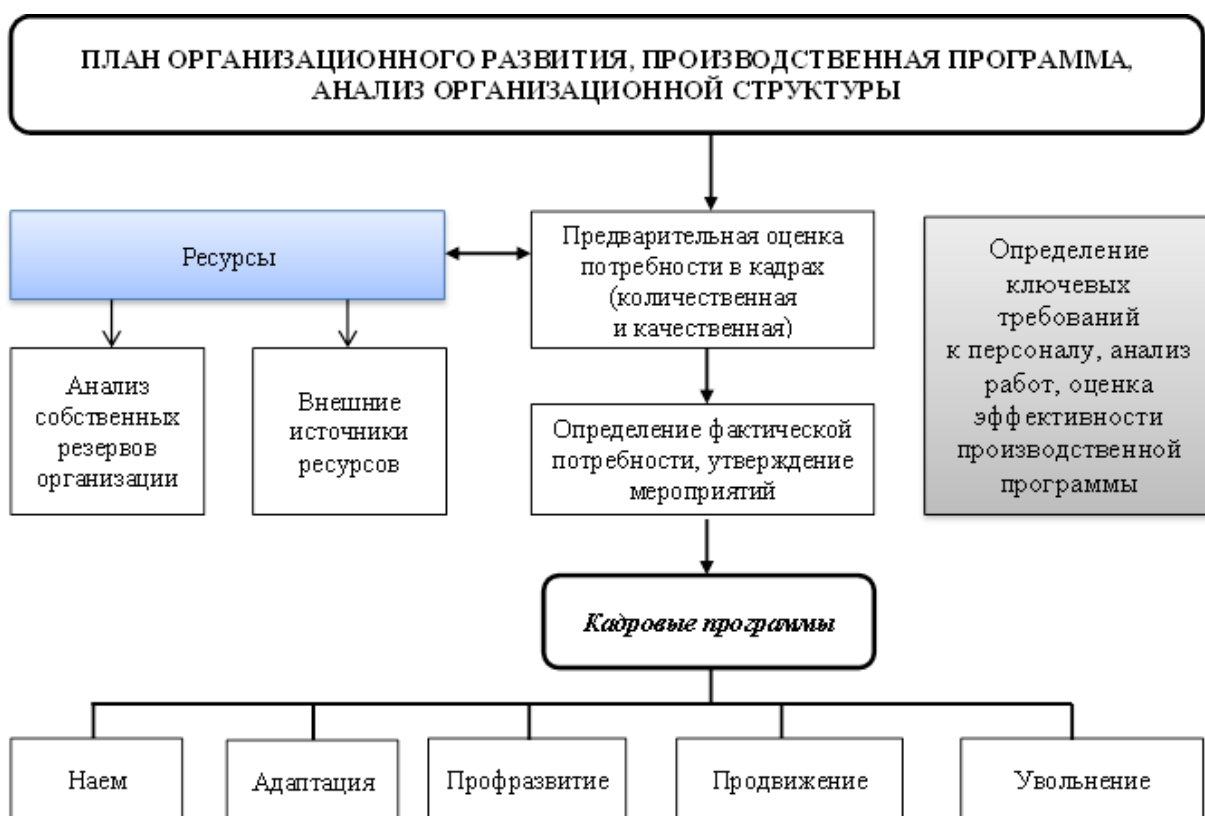 ПЛАН ОРГАНИЗАЦИОННОГО РАЗВИТИЯ, ПРОИЗВОДСТВЕННАЯ ПРОГРАММА,
АНАЛИЗ ОРГАНИЗАЦИОННОЙ СТРУКТУРЫ
Ресурсы
Предварительная оценка
потребности в кадрах
(количественная
и качественная)
Определение
ключевых
требований
к персоналу, анализ
работ, оценка
эффективности
производственной
программы
Анализ
собственных
резервов
организации
Внешние
источники
ресурсов
Определение фактической
потребности, утверждение
мероприятий
Кадровые программы
Наем
Адаптация
Профразвитие
Продвижение
Увольнение